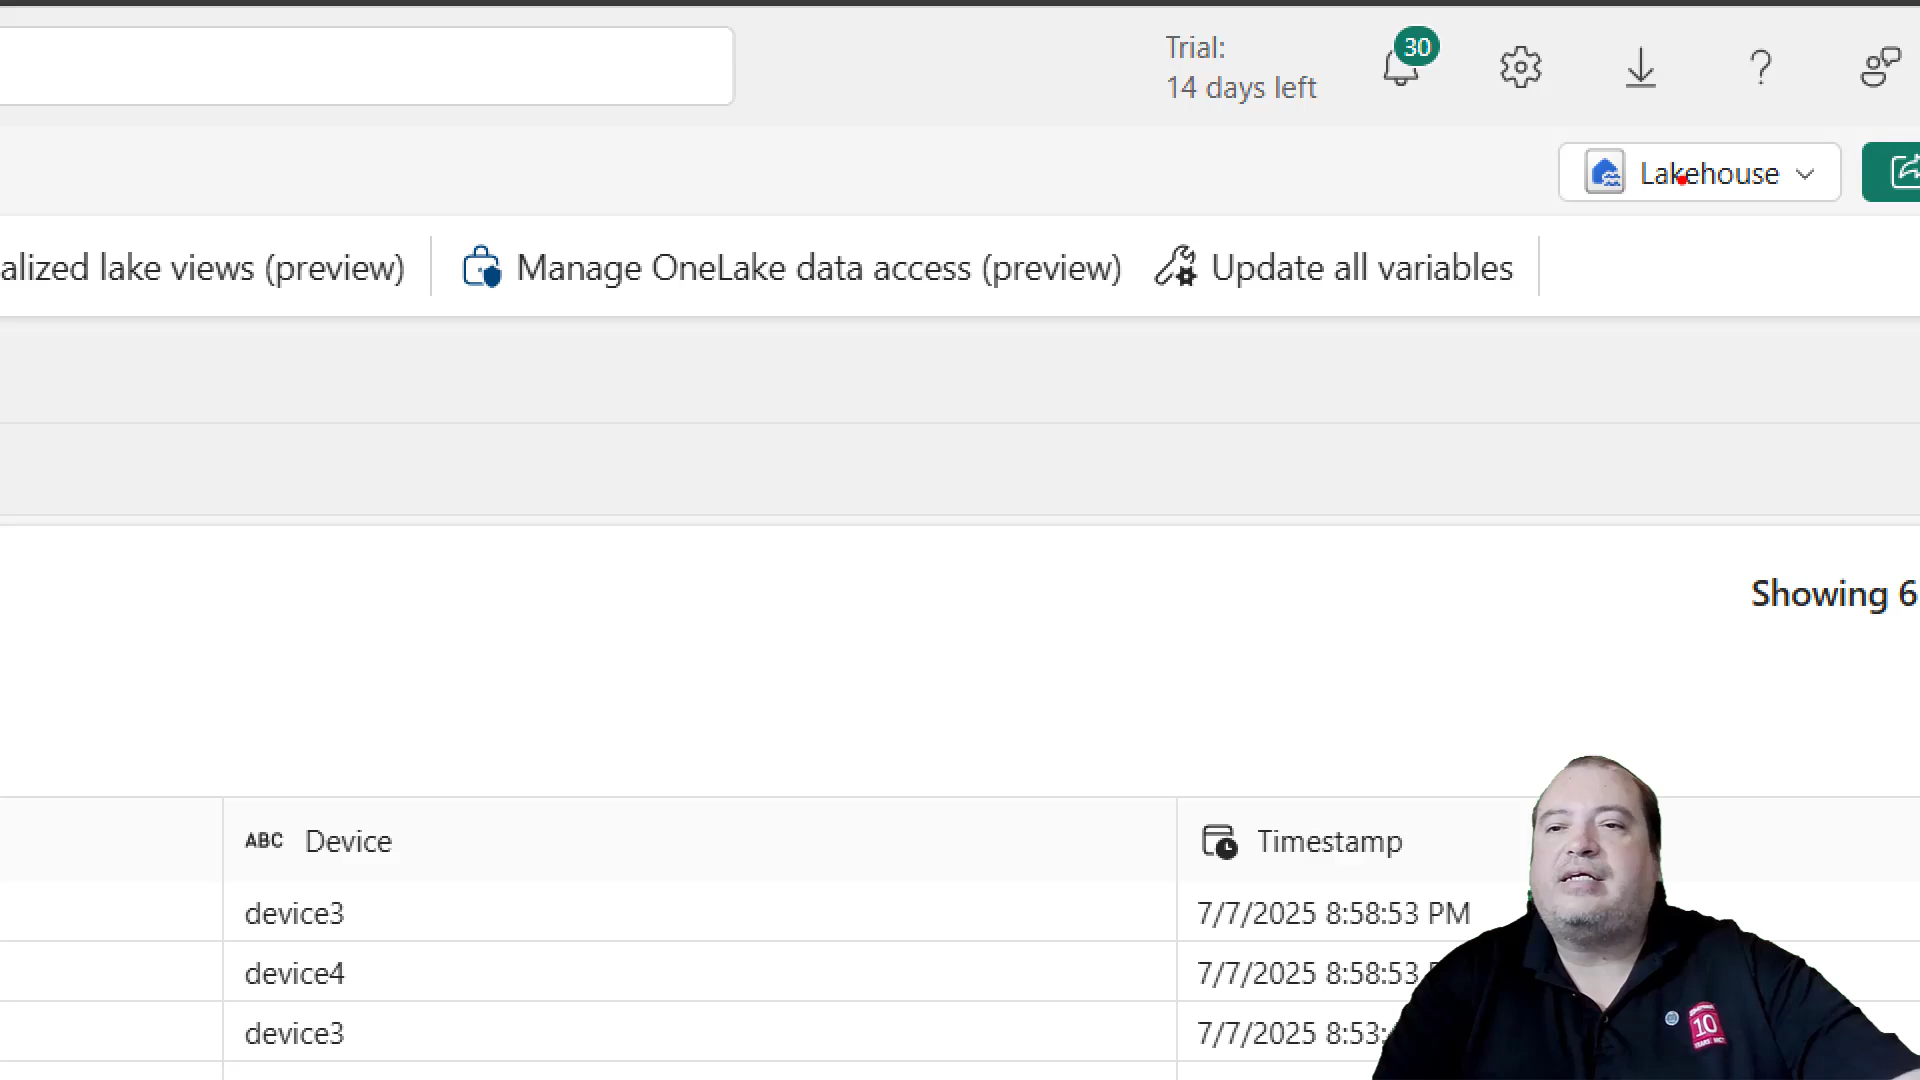 Trial:
14 days left
30
Lakehouse
alized lake views (preview)
Manage OneLake data access (preview)
Update all variables
Showing 6
ABC Device
Timestamp
device3
7/7/2025 8:58:53 PM
device4
7/7/2025 8:58:53
device3
7/7/2025 8:53:
10